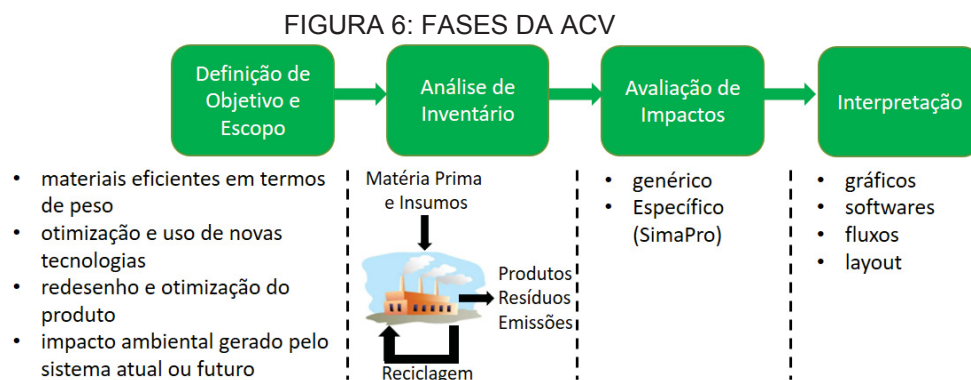 FIGURA 6: FASES DA ACV
Definição de
Objetivo e
Escopo
Análise de
Inventário
Avaliação de
Impactos
Interpretação
• materiais eficientes em termos
de peso
• otimização e uso de novas
tecnologias
• redesenho e otimização do
produto
• impacto ambiental gerado pelo
sistema atual ou futuro
Matéria Prima
e Insumos
Produtos
Resíduos
Emissões
Reciclagem
• genérico
• Específico
(SimaPro)
• gráficos
• softwares
• fluxos
• layout